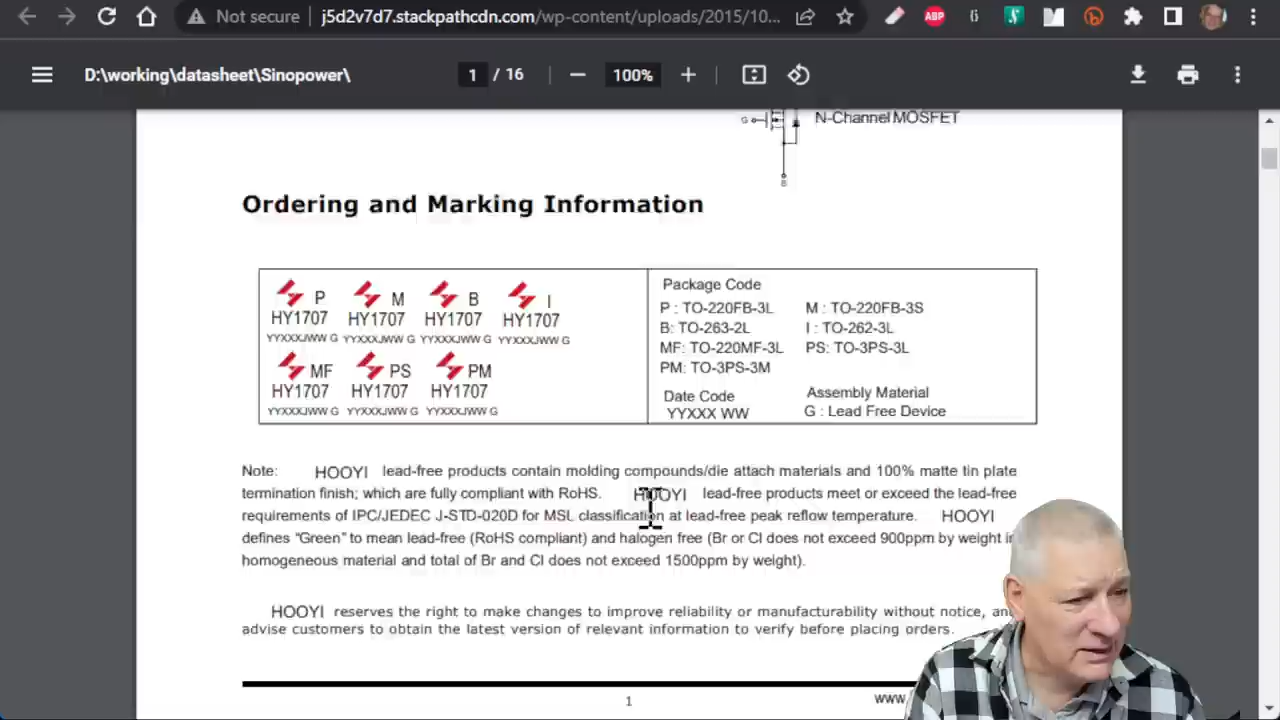 Not secure j5d2v7d7.stackpathcdn.com/wp-content/uploads/2015/10...
ABP
D:\working\datasheet\Sinopower\ 1 / 16 100%
G N-Channel MOSFET
Ordering and Marking Information
P M B I
HY1707 HY1707 HY1707 HY1707
YYXXXJWW G YYXXXJWW G YYXXXJWW G YYXXXJWW G
MF PS PM
HY1707 HY1707 HY1707
YYXXXJWW G YYXXXJWW G YYXXXJWW G
Package Code
P : TO-220FB-3L M : TO-220FB-3S
B: TO-263-2L I : TO-262-3L
MF: TO-220MF-3L PS: TO-3PS-3L
PM: TO-3PS-3M
Date Code Assembly Material
YYXXX WW G : Lead Free Device
Note: HOOYI lead-free products contain molding compounds/die attach materials and 100% matte tin plate
termination finish; which are fully compliant with RoHS. HOOYI lead-free products meet or exceed the lead-free
requirements of IPC/JEDEC J-STD-020D for MSL classification at lead-free peak reflow temperature. HOOYI
defines "Green" to mean lead-free (RoHS compliant) and halogen free (Br or Cl does not exceed 900ppm by weight
homogeneous material and total of Br and Cl does not exceed 1500ppm by weight).
HOOYI reserves the right to make changes to improve reliability or manufacturability without notice,
advise customers to obtain the latest version of relevant information to verify before placing orders.
1 www.